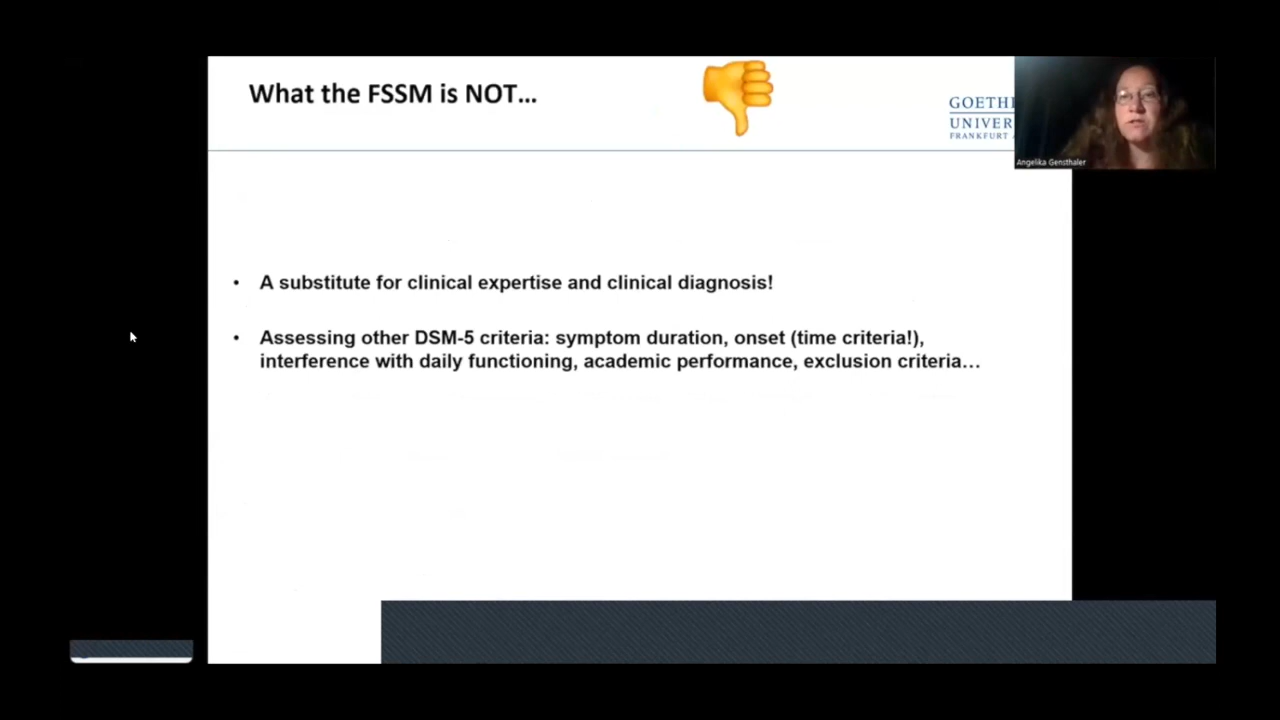 What the FSSM is NOT…
GOETHE
UNIVER
FRANKFURT A
Angelika Gensthaler
• A substitute for clinical expertise and clinical diagnosis!
• Assessing other DSM-5 criteria: symptom duration, onset (time criteria!),
interference with daily functioning, academic performance, exclusion criteria…